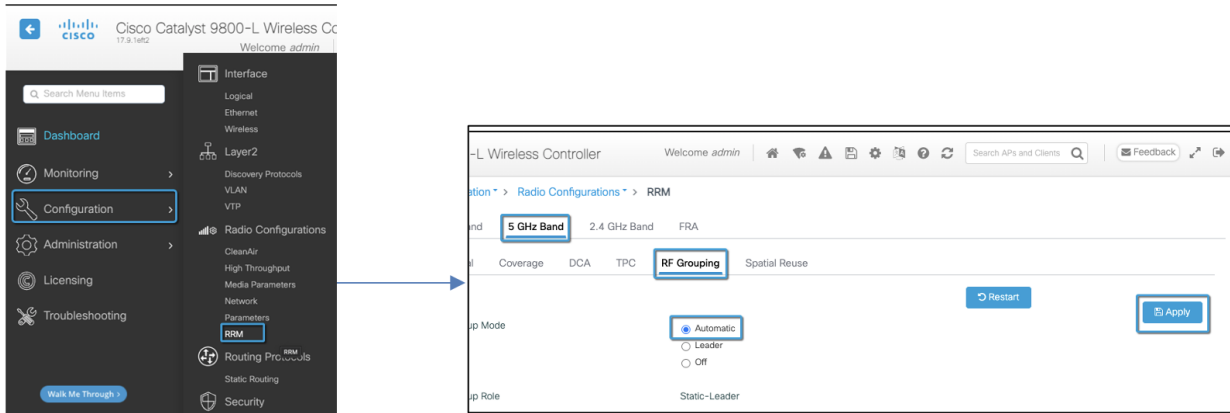 CISCO
Cisco Catalyst 9800-L Wireless Co
17.9.1eft2
Welcome admin
Search Menu Items
Dashboard
Monitoring
Configuration
Administration
Licensing
Troubleshooting
Walk Me Through >
Interface
Logical
Ethernet
Wireless
Layer2
Discovery Protocols
VLAN
VTP
Radio Configurations
CleanAir
High Throughput
Media Parameters
Network
Parameters
RRM
Routing Protocols
RRM
Static Routing
Security
-L Wireless Controller
Welcome admin
Search APs and Clients
Feedback
ation > Radio Configurations > RRM
and 5 GHz Band 2.4 GHz Band FRA
al Coverage DCA TPC RF Grouping Spatial Reuse
Restart
Apply
up Mode
Automatic
Leader
Off
up Role Static-Leader